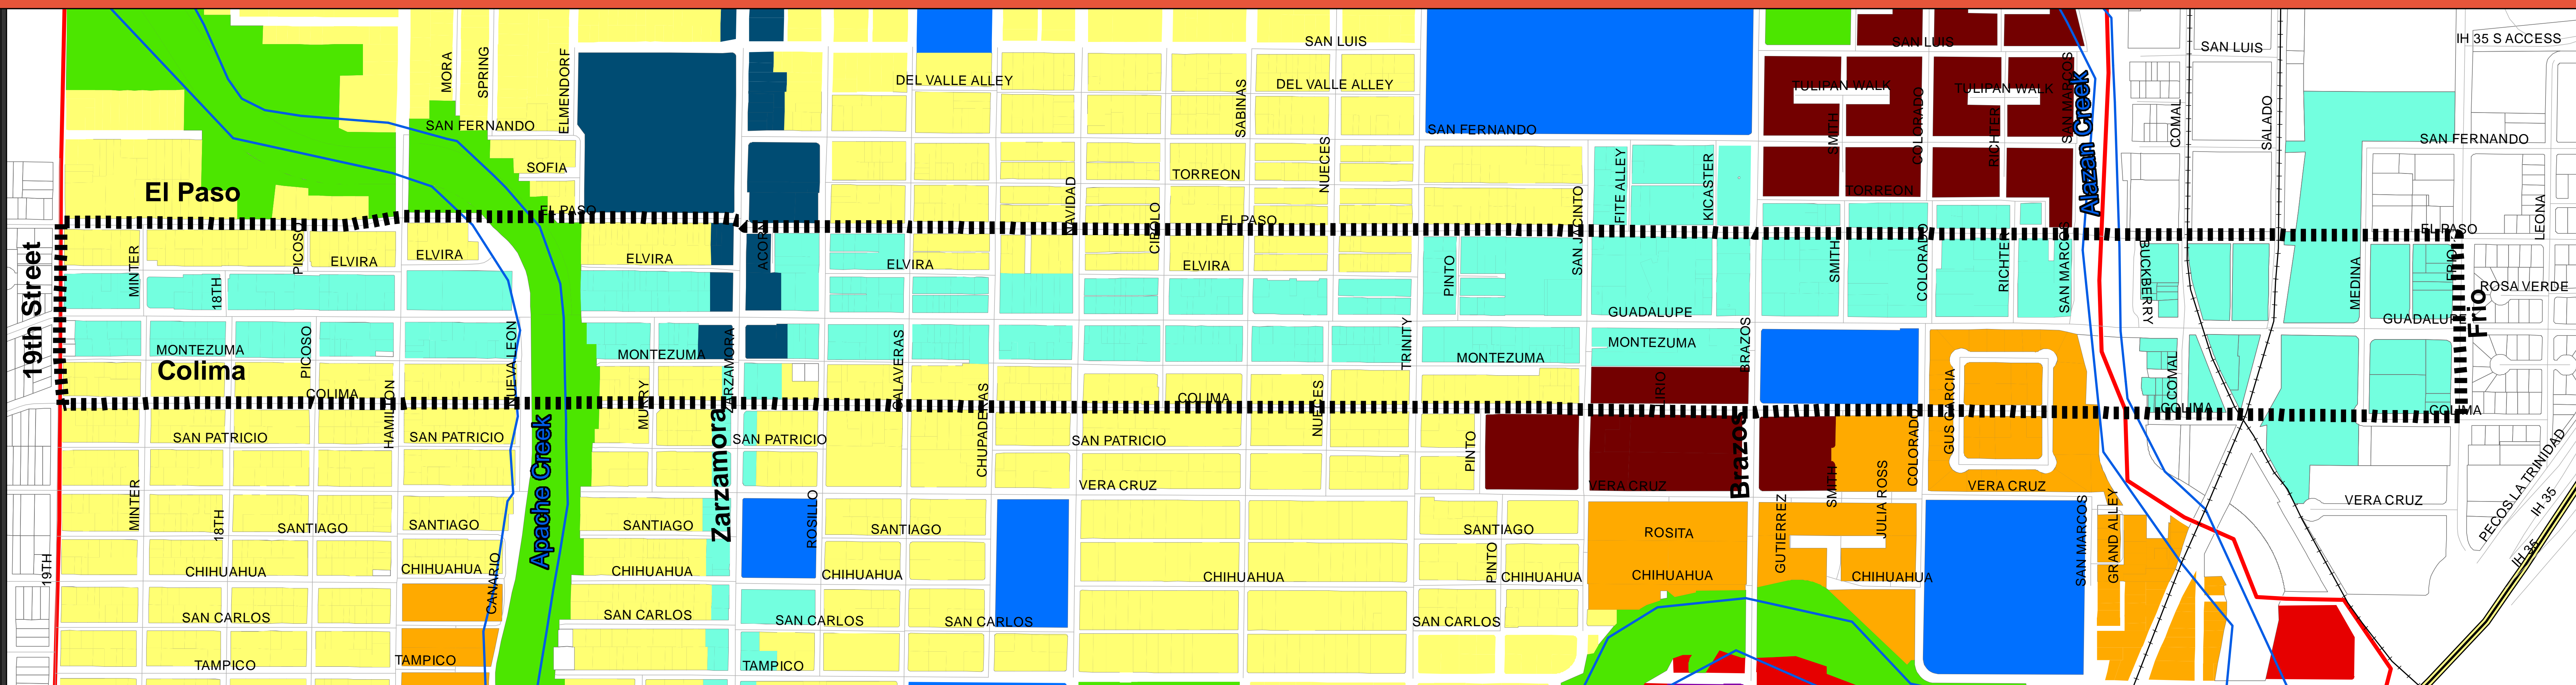 SAN LUIS
SAN LUIS
SAN LUIS
IH 35 S ACCESS
MORA
SPRING
ELMENDORF
DEL VALLE ALLEY
SABINAS
DEL VALLE ALLEY
TULIPAN WALK
TULIPAN WALK
SAN MARCOS
Alazan Creek
COMAL
SALADO
SAN FERNANDO
SAN FERNANDO
SAN FERNANDO
SMITH
COLORADO
RICHTER
SOFIA
NUECES
TORREON
FITE ALLEY
KICASTER
TORREON
El Paso
NAVIDAD
CIBOLO
SAN JACINTO
LEONA
EL PASO
EL PASO
EL PASO
19th Street
MINTER
PICOSO
ELVIRA
ELVIRA
ELVIRA
ACORN
ELVIRA
ELVIRA
PINTO
SMITH
COLORADO
RICHTER
SAN MARCOS
BUCKBERRY
MEDINA
FRIO
ROSA VERDE
18TH
GUADALUPE
GUADALUPE
Frio
MONTEZUMA
PICOSO
NUEVA LEON
MONTEZUMA
ZARZAMORA
CALAVERAS
TRINITY
MONTEZUMA
MONTEZUMA
BRAZOS
COMAL
Colima
COLIMA
HAMILTON
MURRY
CHUPADERAS
COLIMA
NUECES
LIRIO
GUS GARCIA
COLIMA
COLIMA
SAN PATRICIO
SAN PATRICIO
Apache Creek
Zarzamora
SAN PATRICIO
SAN PATRICIO
PINTO
Brazos
COLORADO
MINTER
18TH
VERA CRUZ
VERA CRUZ
SMITH
JULIA ROSS
VERA CRUZ
VERA CRUZ
PECOS LA TRINIDAD
IH 35
IH 35
SANTIAGO
SANTIAGO
SANTIAGO
ROSILLO
SANTIAGO
SANTIAGO
ROSITA
GUTIERREZ
SAN MARCOS
GRAND ALLEY
19TH
CHIHUAHUA
CHIHUAHUA
CANARIO
CHIHUAHUA
CHIHUAHUA
CHIHUAHUA
PINTO
CHIHUAHUA
CHIHUAHUA
CHIHUAHUA
SAN CARLOS
SAN CARLOS
SAN CARLOS
SAN CARLOS
SAN CARLOS
TAMPICO
TAMPICO
TAMPICO